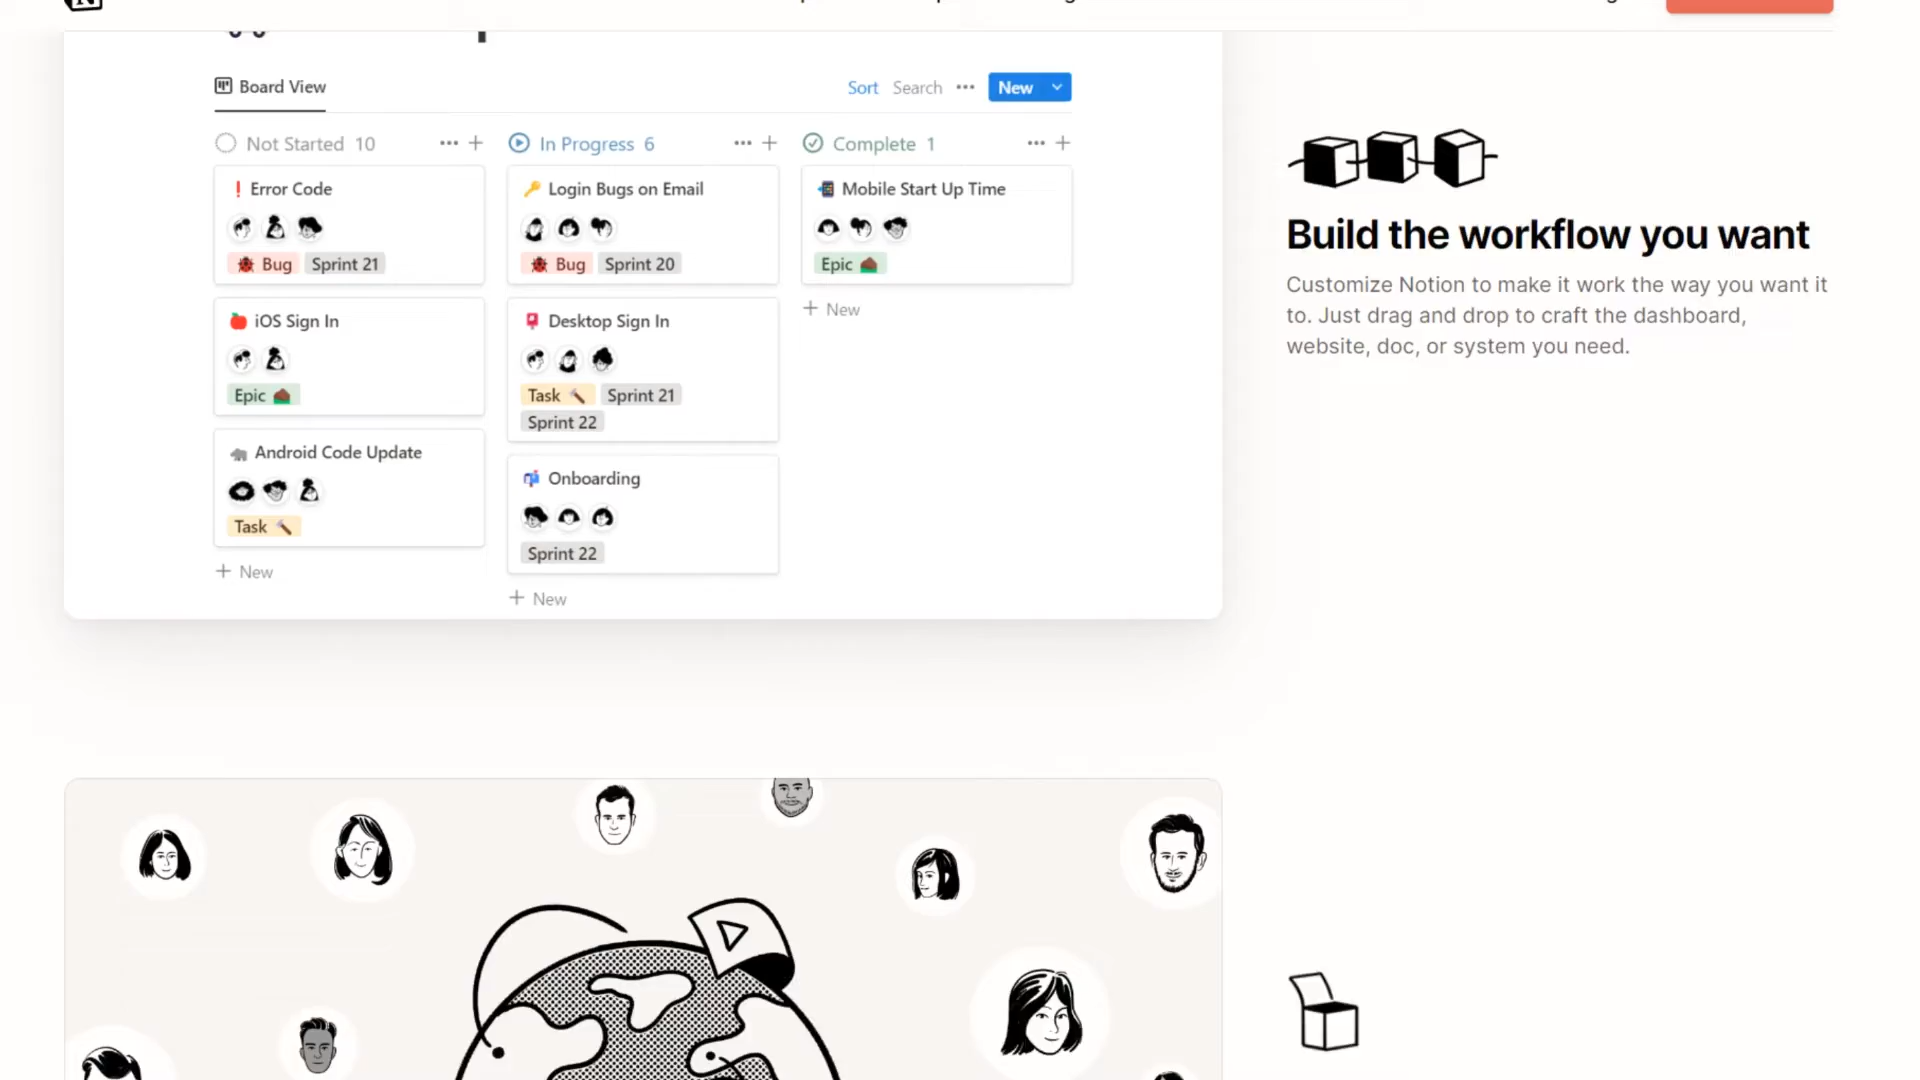 Board View
Sort Search ••• New
Not Started 10
In Progress 6
Complete 1
Error Code
Bug Sprint 21
iOS Sign In
Epic
Android Code Update
Task
+ New
Login Bugs on Email
Bug Sprint 20
Desktop Sign In
Task Sprint 21
Sprint 22
Onboarding
Sprint 22
+ New
Mobile Start Up Time
Epic
+ New
Build the workflow you want
Customize Notion to make it work the way you want it
to. Just drag and drop to craft the dashboard,
website, doc, or system you need.